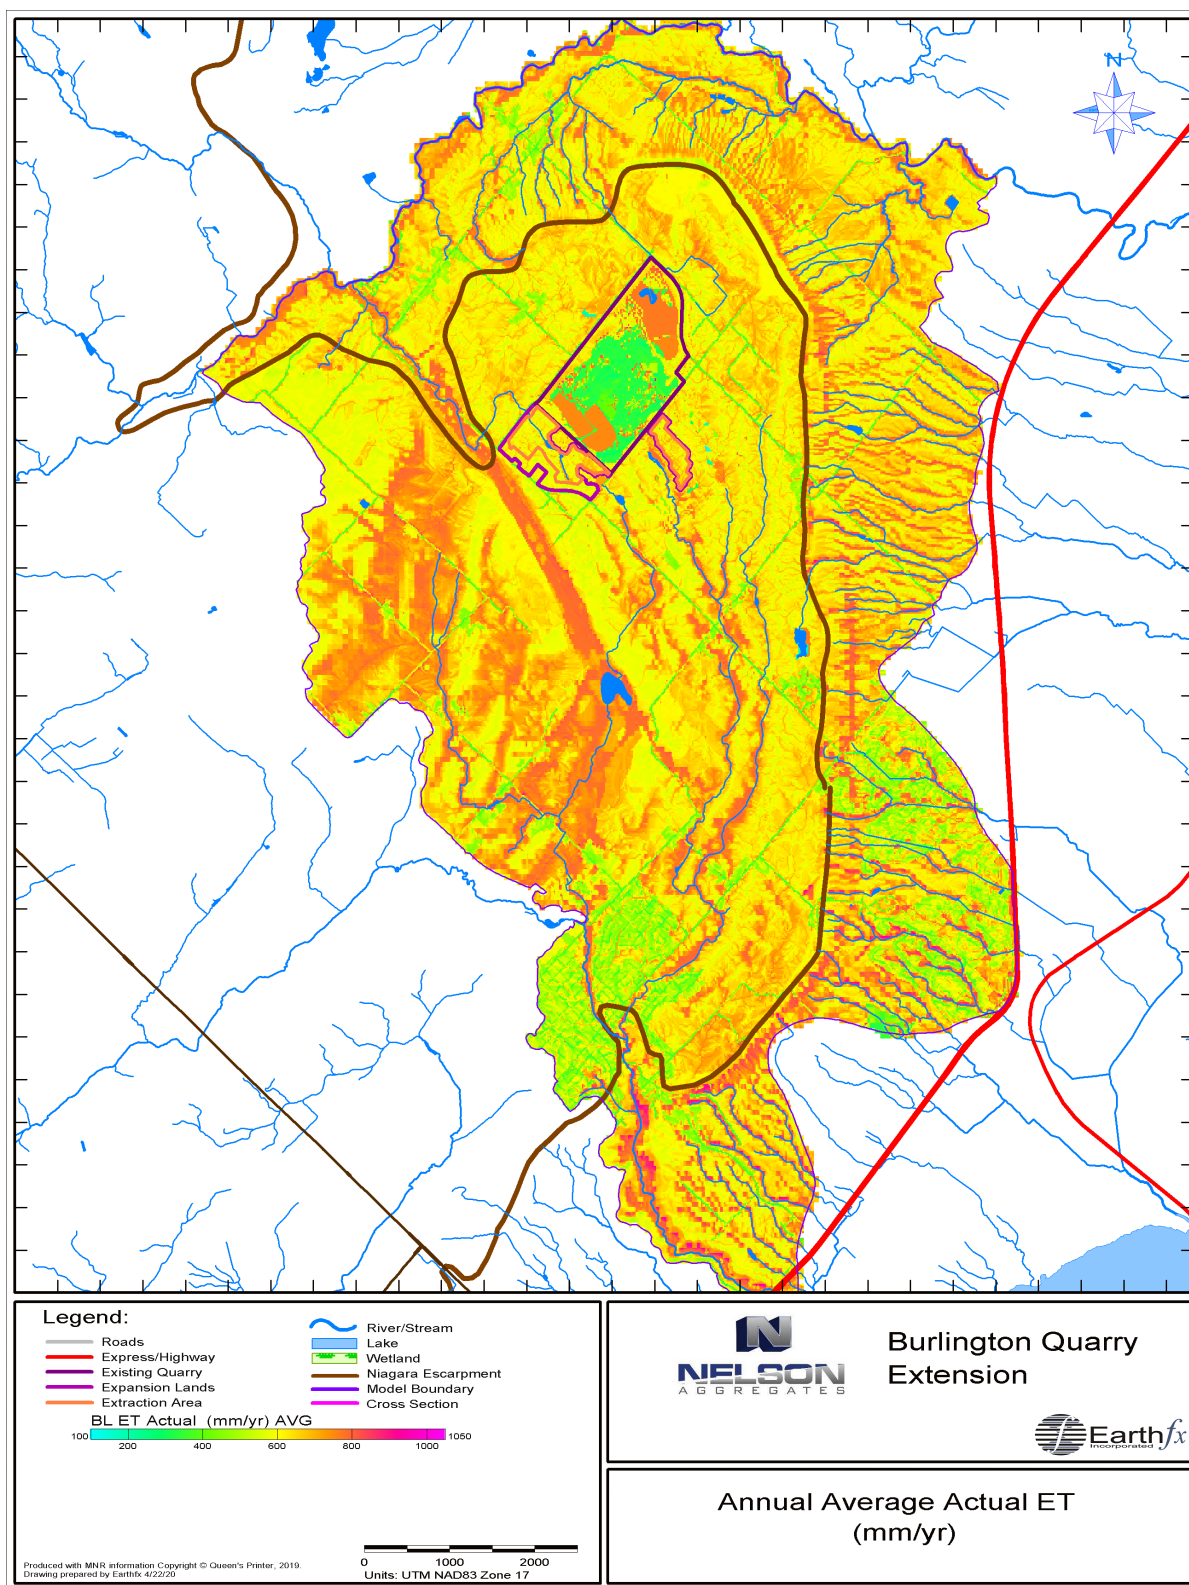 N
Legend:
Roads
Express/Highway
Existing Quarry
Expansion Lands
Extraction Area
River/Stream
Lake
Wetland
Niagara Escarpment
Model Boundary
Cross Section
BL ET Actual (mm/yr) AVG
100 1050
200 400 600 800 1000
0 1000 2000
Units: UTM NAD83 Zone 17
Produced with MNR information Copyright © Queen's Printer, 2019.
Drawing prepared by Earthfx 4/22/20
N
NELSON
AGGREGATES
Burlington Quarry
Extension
Earthfx
Incorporated
Annual Average Actual ET
(mm/yr)